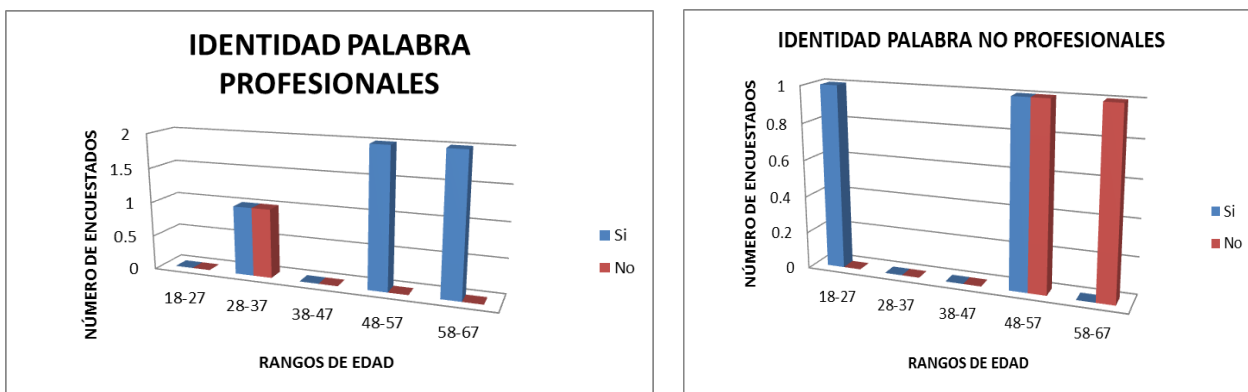 IDENTIDAD PALABRA
PROFESIONALES
NÚMERO DE ENCUESTADOS
2
1.5
1
0.5
0
18-27
28-37
38-47
48-57
58-67
RANGOS DE EDAD
Si
No
IDENTIDAD PALABRA NO PROFESIONALES
NÚMERO DE ENCUESTADOS
1
0.8
0.6
0.4
0.2
0
18-27
28-37
38-47
48-57
58-67
RANGOS DE EDAD
Si
No